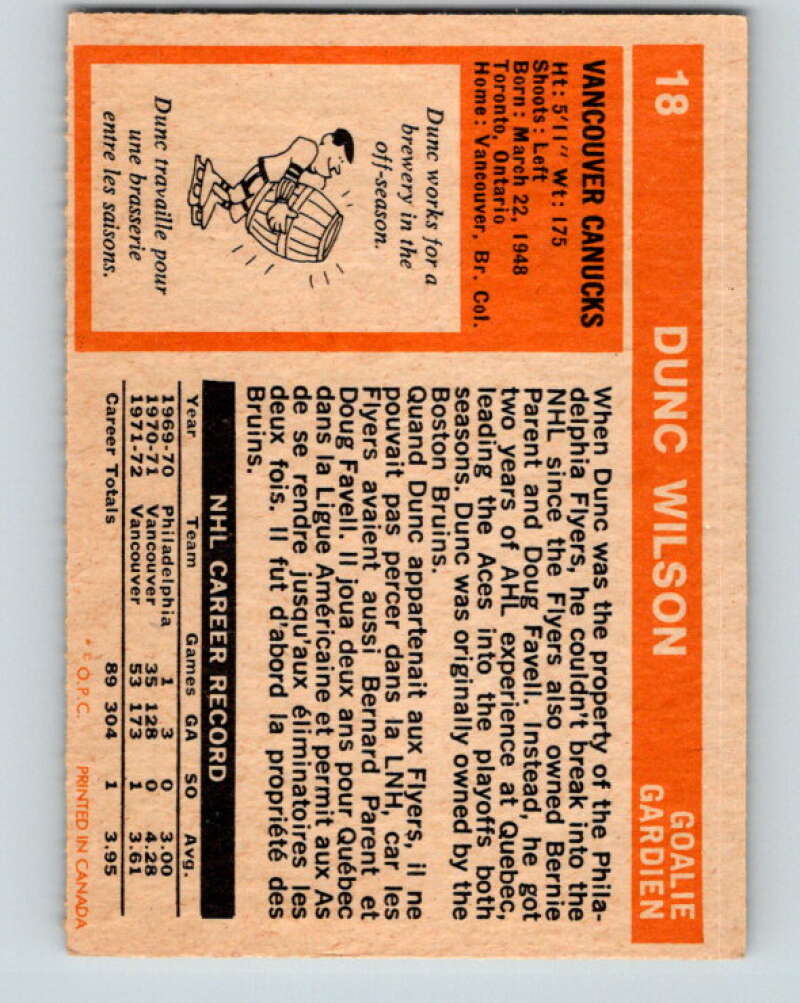 18
DUNC WILSON
GOALIE
GARDIEN
VANCOUVER CANUCKS
Ht: 5'11" Wt: 175
Shoots: Left
Born: March 22, 1948
Toronto, Ontario
Home: Vancouver, Br. Col.
Dunc works for a
brewery in the
off-season.
Dunc travaille pour
une brasserie
entre les saisons.
When Dunc was the property of the Phila-
delphia Flyers, he couldn't break into the
NHL since the Flyers also owned Bernie
Parent and Doug Favell. Instead, he got
two years of AHL experience at Quebec,
leading the Aces into the playoffs both
seasons. Dunc was originally owned by the
Boston Bruins.
Quand Dunc appartenait aux Flyers, il ne
pouvait pas percer dans la LNH, car les
Flyers avaient aussi Bernard Parent et
Doug Favell. Il joua deux ans pour Québec
dans la Ligue Américaine et permit aux As
de se rendre jusqu'aux éliminatoires les
deux fois. Il fut d'abord la propriété des
Bruins.
NHL CAREER RECORD
Year Team Games GA SO Avg.
1969-70 Philadelphia 1 3 0 3.00
1970-71 Vancouver 35 128 0 4.28
1971-72 Vancouver 53 173 1 3.61
Career Totals 89 304 1 3.95
* © O.P.C. PRINTED IN CANADA